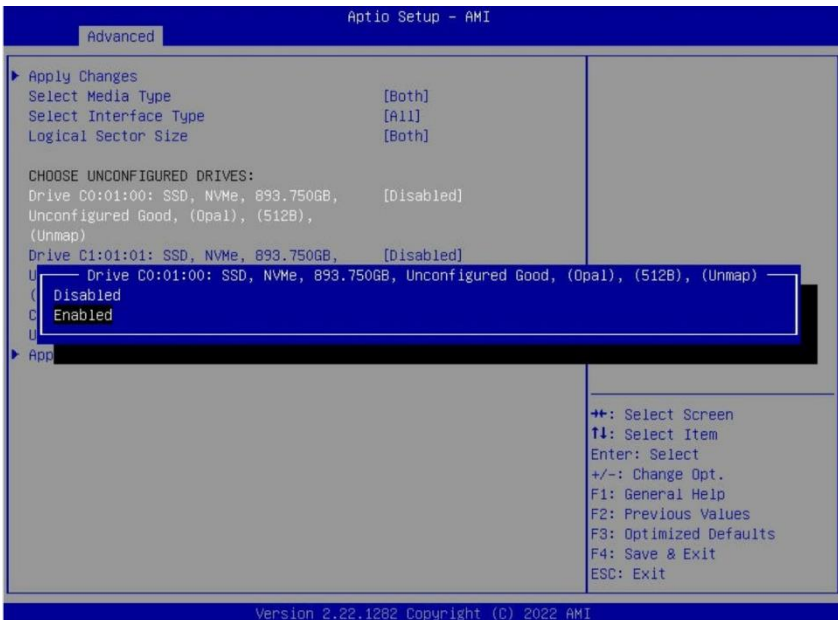 Aptio Setup - AMI
Advanced
Apply Changes
Select Media Type [Both]
Select Interface Type [All]
Logical Sector Size [Both]
CHOOSE UNCONFIGURED DRIVES:
Drive C0:01:00: SSD, NVMe, 893.750GB, [Disabled]
Unconfigured Good, (Opal), (512B),
(Unmap)
Drive C1:01:01: SSD, NVMe, 893.750GB, [Disabled]
U
Drive C0:01:00: SSD, NVMe, 893.750GB, Unconfigured Good, (Opal), (512B), (Unmap)
( Disabled
C Enabled
U
App
→←: Select Screen
↑↓: Select Item
Enter: Select
+/-: Change Opt.
F1: General Help
F2: Previous Values
F3: Optimized Defaults
F4: Save & Exit
ESC: Exit
Version 2.22.1282 Copyright (C) 2022 AMI